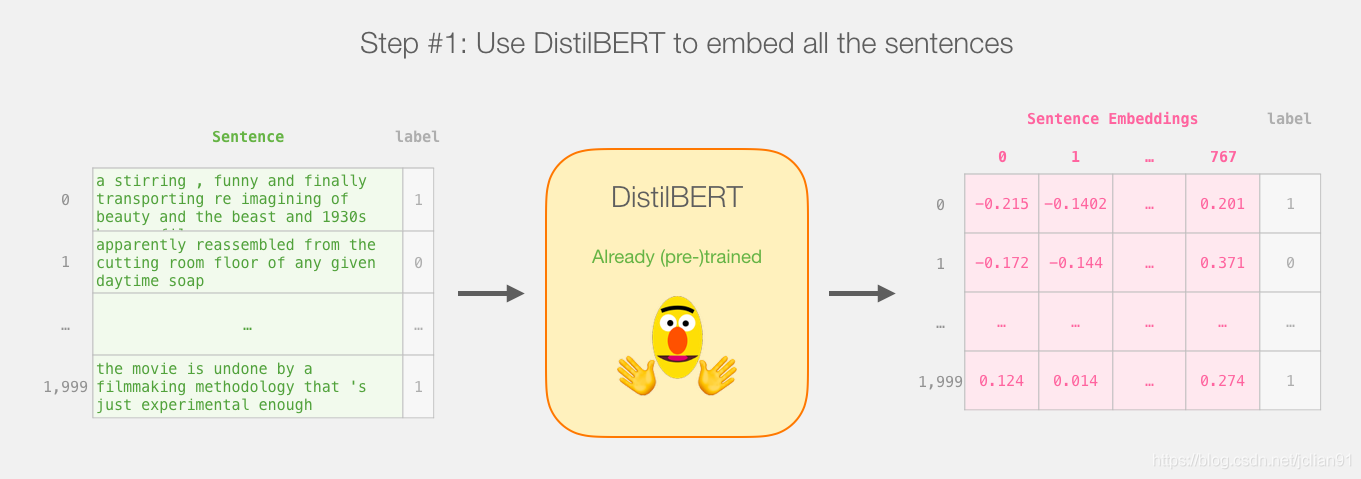 Step #1: Use DistilBERT to embed all the sentences
Sentence label
0 a stirring , funny and finally
transporting re imagining of
beauty and the beast and 1930s
1
1 apparently reassembled from the
cutting room floor of any given
daytime soap
0
… … …
1,999 the movie is undone by a
filmmaking methodology that 's
just experimental enough
1
DistilBERT
Already (pre-)trained
Sentence Embeddings label
0 1 … 767
0 -0.215 -0.1402 … 0.201 1
1 -0.172 -0.144 … 0.371 0
… … … … … …
1,999 0.124 0.014 … 0.274 1
https://blog.csdn.net/jclian91